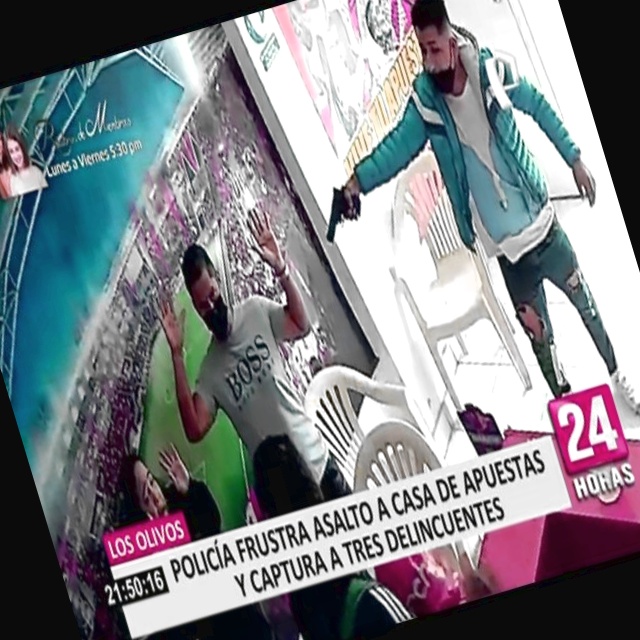 Lunes a Viernes 5:30 pm
BOSS
24
HORAS
LOS OLIVOS
21:50:16
POLICÍA FRUSTRA ASALTO A CASA DE APUESTAS
Y CAPTURA A TRES DELINCUENTES